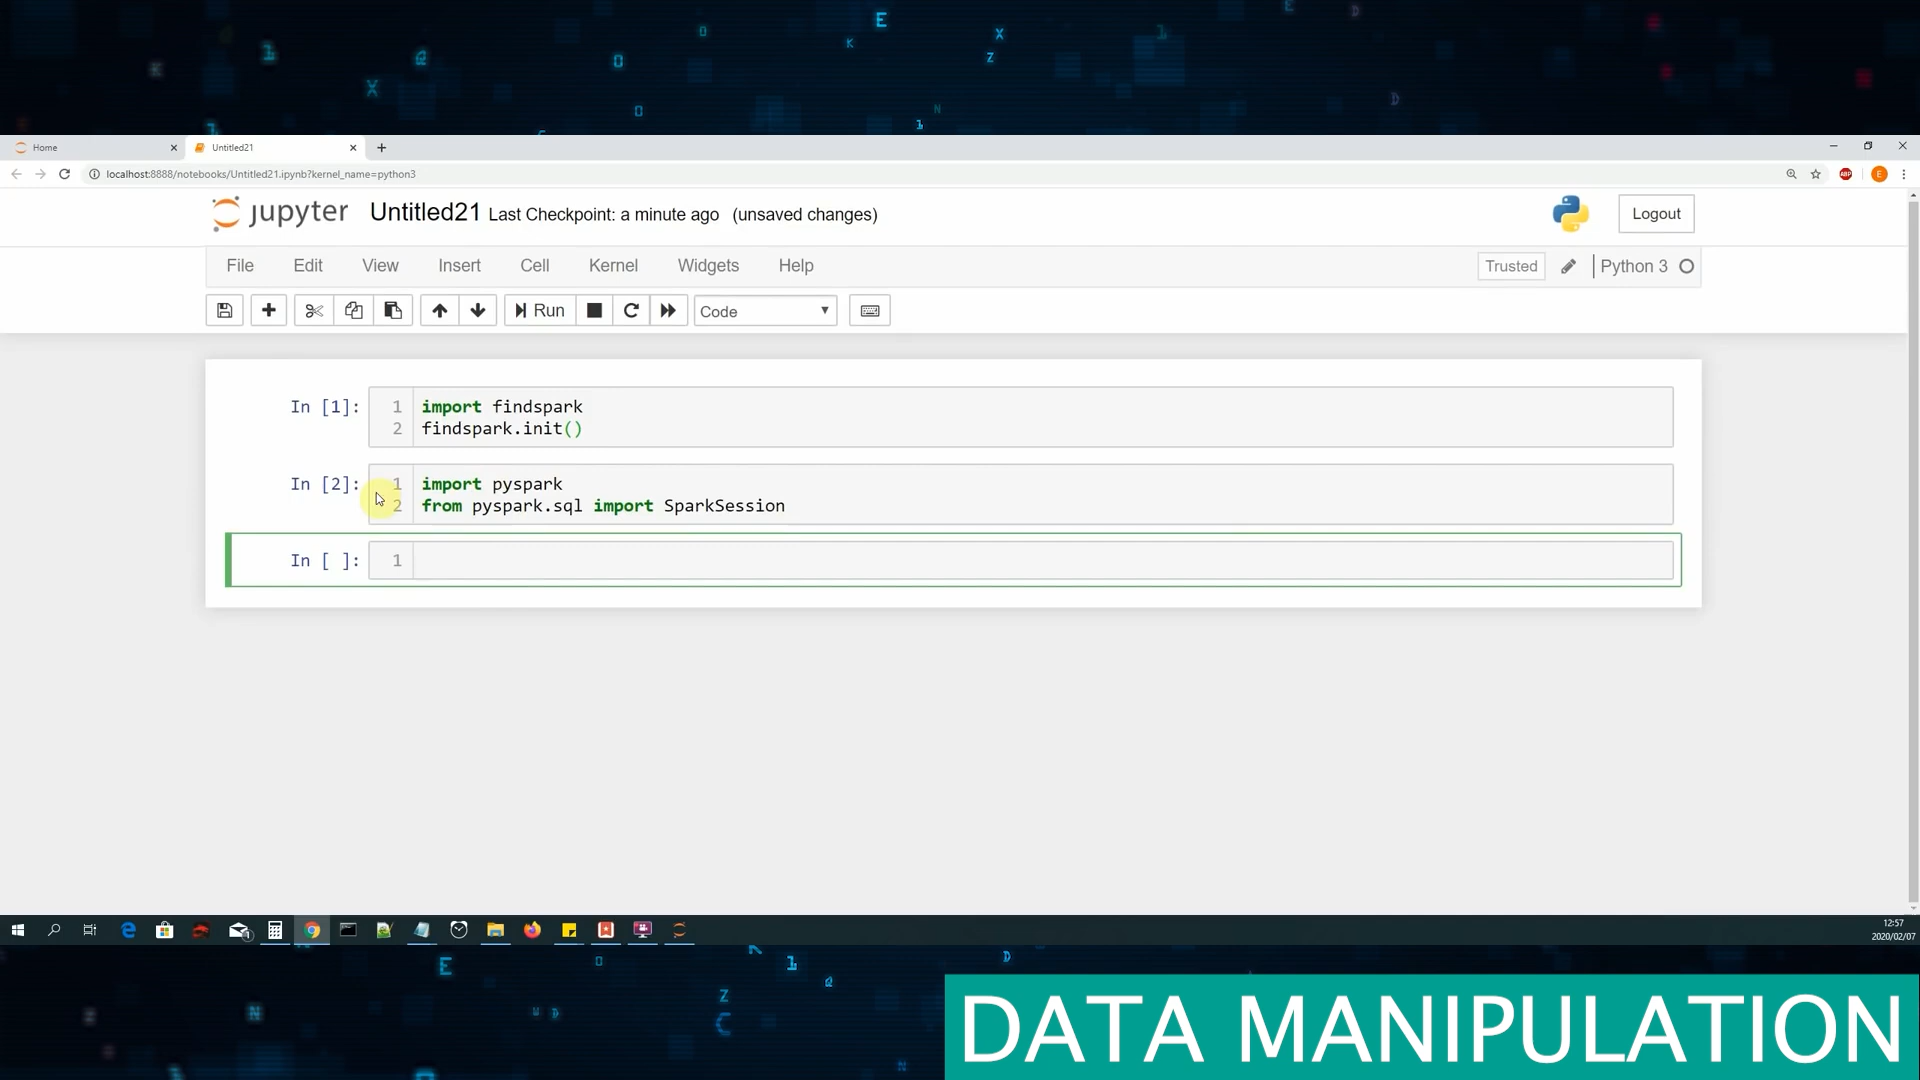 Home
Untitled21
localhost:8888/notebooks/Untitled21.ipynb?kernel_name=python3
jupyter Untitled21 Last Checkpoint: a minute ago (unsaved changes)
Logout
File Edit View Insert Cell Kernel Widgets Help
Trusted
Python 3
Run
Code
In [1]:
1 import findspark
2 findspark.init()
In [2]:
1 import pyspark
2 from pyspark.sql import SparkSession
In [ ]:
1
12:57
2020/02/07
DATA MANIPULATION